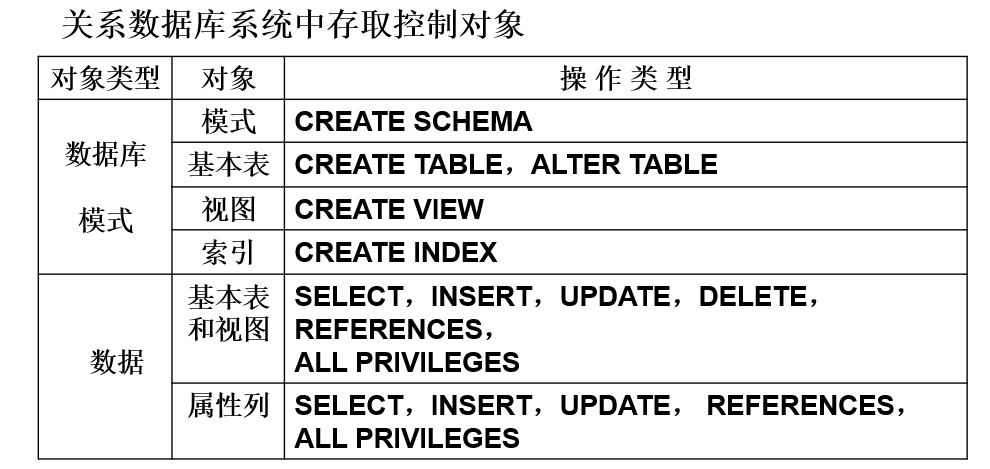 关系数据库系统中存取控制对象
对象类型 对象 操 作 类 型
数据库
模式
模式 CREATE SCHEMA
基本表 CREATE TABLE，ALTER TABLE
视图 CREATE VIEW
索引 CREATE INDEX
数据
基本表
和视图
SELECT，INSERT，UPDATE，DELETE，
REFERENCES，
ALL PRIVILEGES
属性列
SELECT，INSERT，UPDATE， REFERENCES，
ALL PRIVILEGES